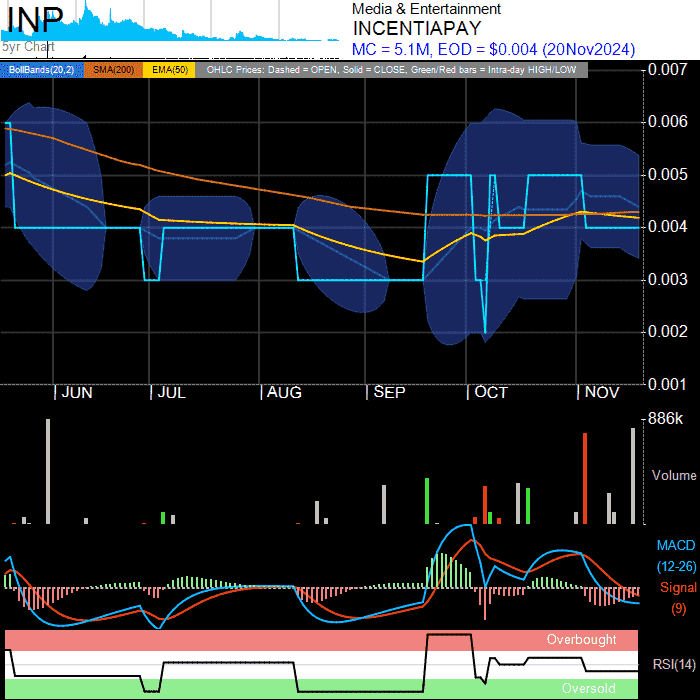 INP
5yr Chart
Media & Entertainment
INCENTIAPAY
MC = 5.1M, EOD = $0.004 (20Nov2024)
BollBands(20,2) SMA(200) EMA(50) OHLC Prices: Dashed = OPEN, Solid = CLOSE, Green/Red bars = Intra-day HIGH/LOW
0.007
0.006
0.005
0.004
0.003
0.002
0.001
JUN JUL AUG SEP OCT NOV
886k
Volume
MACD
(12-26)
Signal
(9)
Overbought
RSI(14)
Oversold